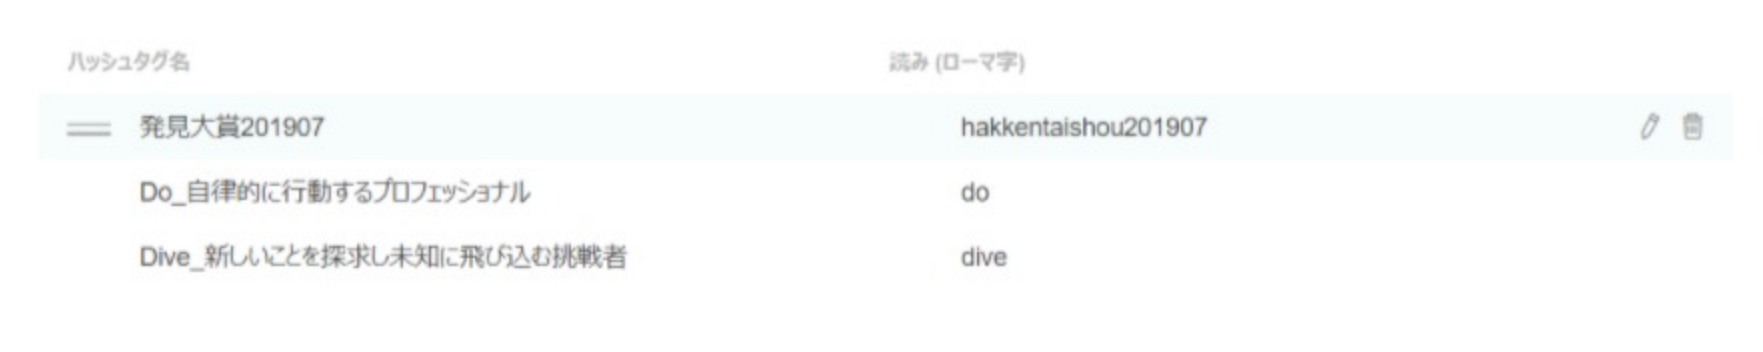 ハッシュタグ名 読み (ローマ字)
発見大賞201907 hakkentaishou201907
Do_自律的に行動するプロフェッショナル do
Dive_新しいことを探求し未知に飛び込む挑戦者 dive